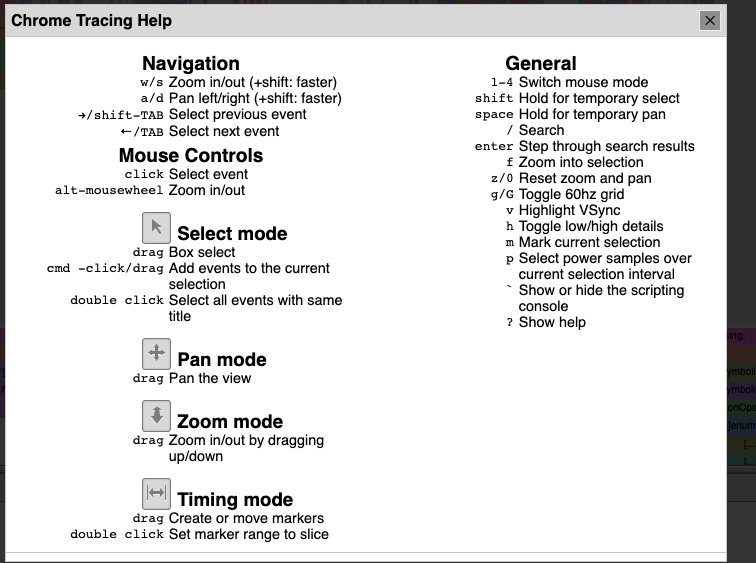 Chrome Tracing Help
Navigation
w/s Zoom in/out (+shift: faster)
a/d Pan left/right (+shift: faster)
→/shift-TAB Select previous event
←/TAB Select next event
Mouse Controls
click Select event
alt-mousewheel Zoom in/out
Select mode
drag Box select
cmd -click/drag Add events to the current
selection
double click Select all events with same
title
Pan mode
drag Pan the view
Zoom mode
drag Zoom in/out by dragging
up/down
Timing mode
drag Create or move markers
double click Set marker range to slice
General
1-4 Switch mouse mode
shift Hold for temporary select
space Hold for temporary pan
/ Search
enter Step through search results
f Zoom into selection
z/0 Reset zoom and pan
g/G Toggle 60hz grid
v Highlight VSync
h Toggle low/high details
m Mark current selection
p Select power samples over
current selection interval
` Show or hide the scripting
console
? Show help